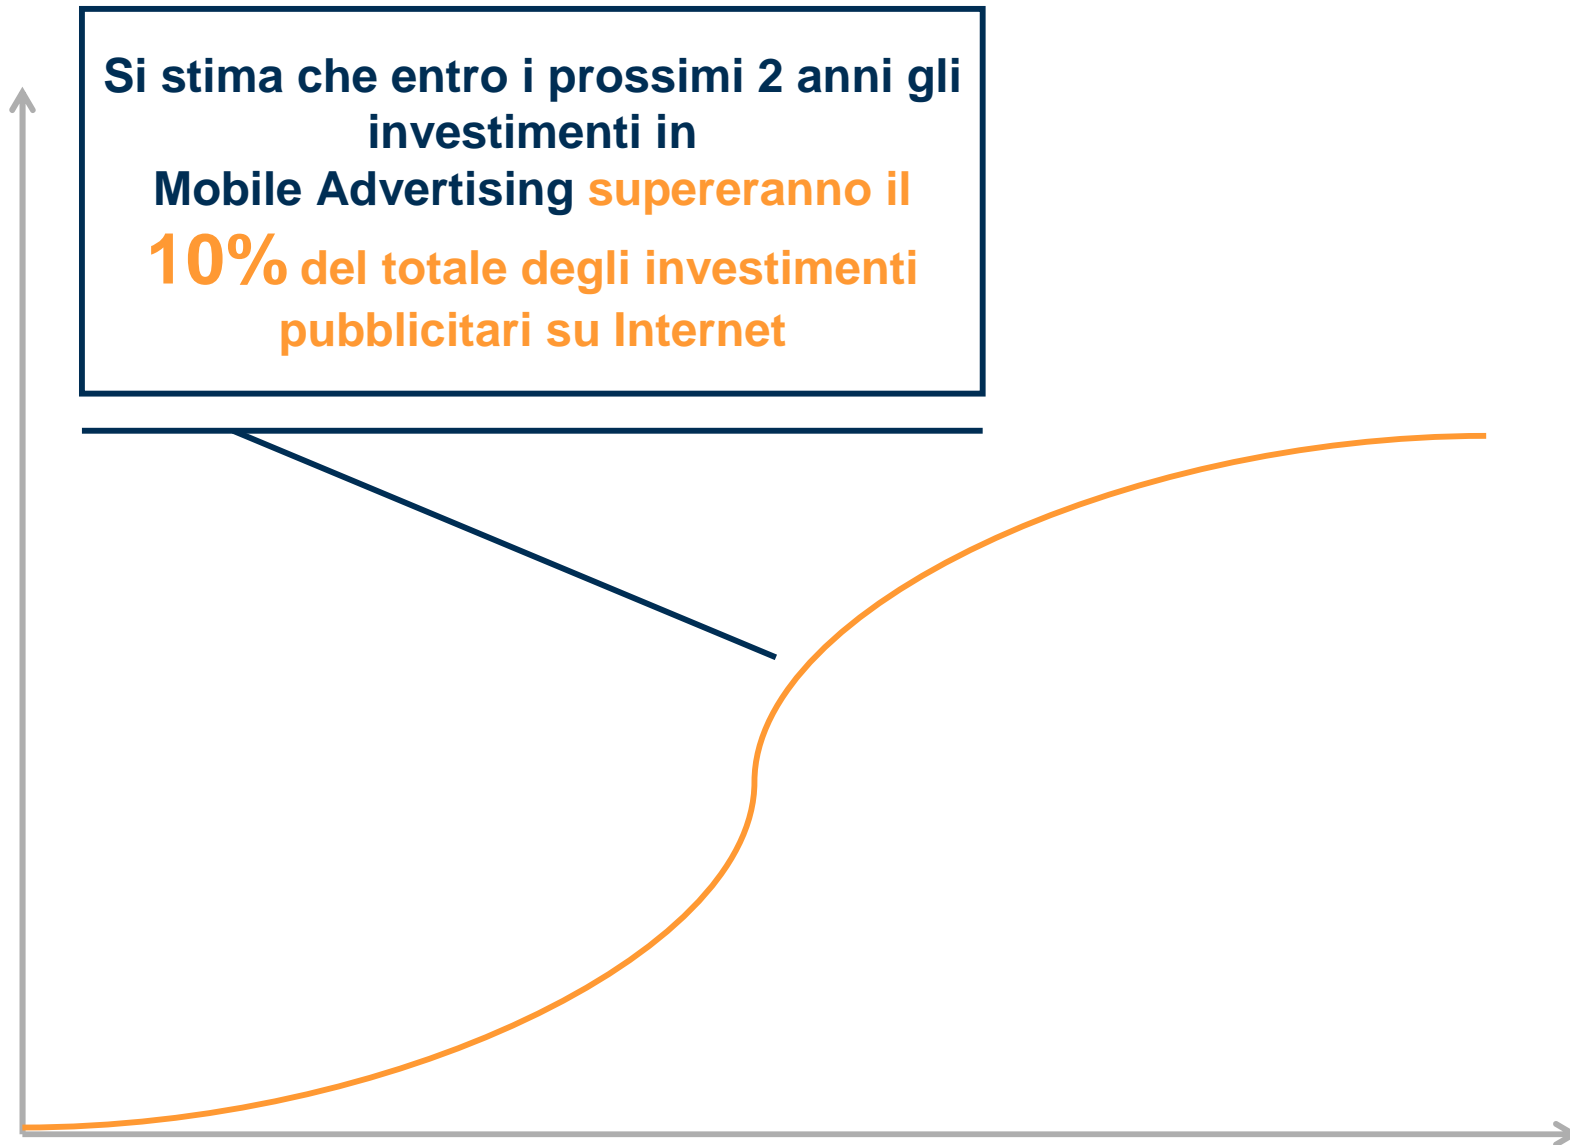 Si stima che entro i prossimi 2 anni gli
investimenti in
Mobile Advertising supereranno il
10% del totale degli investimenti
pubblicitari su Internet